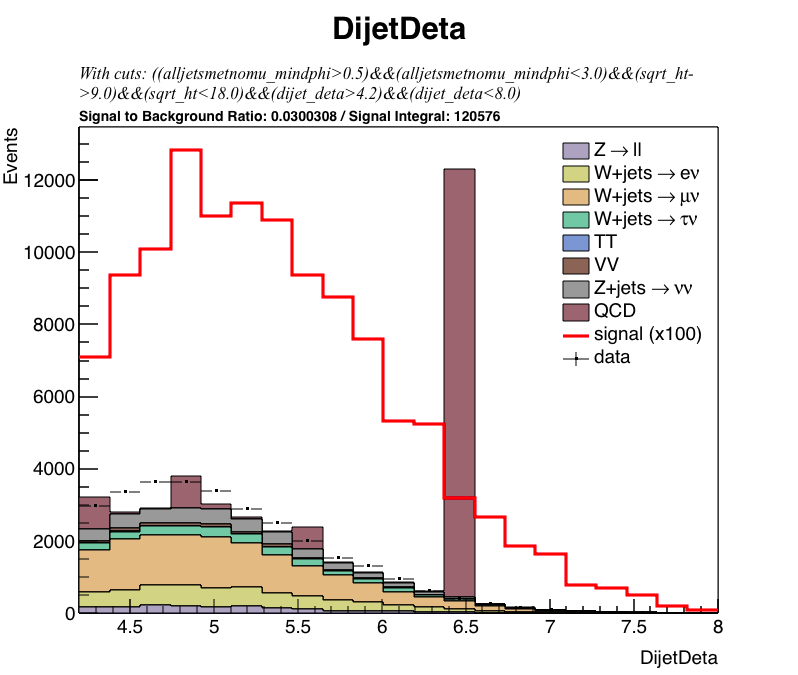 DijetDeta
With cuts: ((alljetsmetnomu_mindphi>0.5)&&(alljetsmetnomu_mindphi<3.0)&&(sqrt_ht-
>9.0)&&(sqrt_ht<18.0)&&(dijet_deta>4.2)&&(dijet_deta<8.0)
Signal to Background Ratio: 0.0300308 / Signal Integral: 120576
Events
12000
10000
8000
6000
4000
2000
0
Z → ll
W+jets → eν
W+jets → μν
W+jets → τν
TT
VV
Z+jets → νν
QCD
signal (x100)
data
4.5 5 5.5 6 6.5 7 7.5 8
DijetDeta